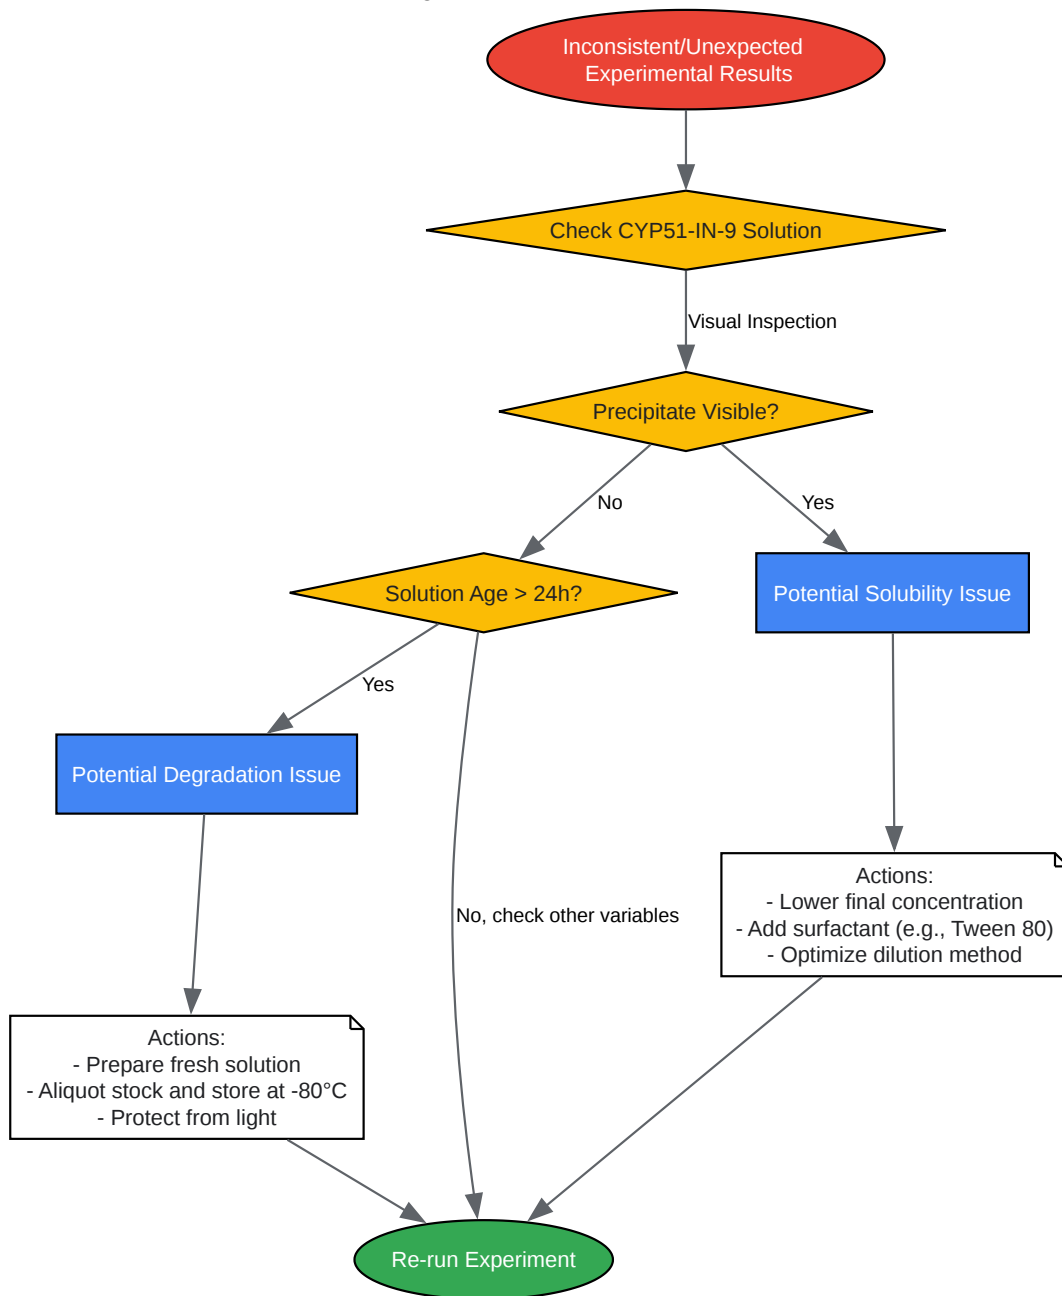 Inconsistent/Unexpected
Experimental Results
Check CYP51-IN-9 Solution
Visual Inspection
Precipitate Visible?
No
Yes
Solution Age > 24h?
Potential Solubility Issue
Yes
Potential Degradation Issue
Actions:
- Lower final concentration
- Add surfactant (e.g., Tween 80)
- Optimize dilution method
No, check other variables
Actions:
- Prepare fresh solution
- Aliquot stock and store at -80°C
- Protect from light
Re-run Experiment